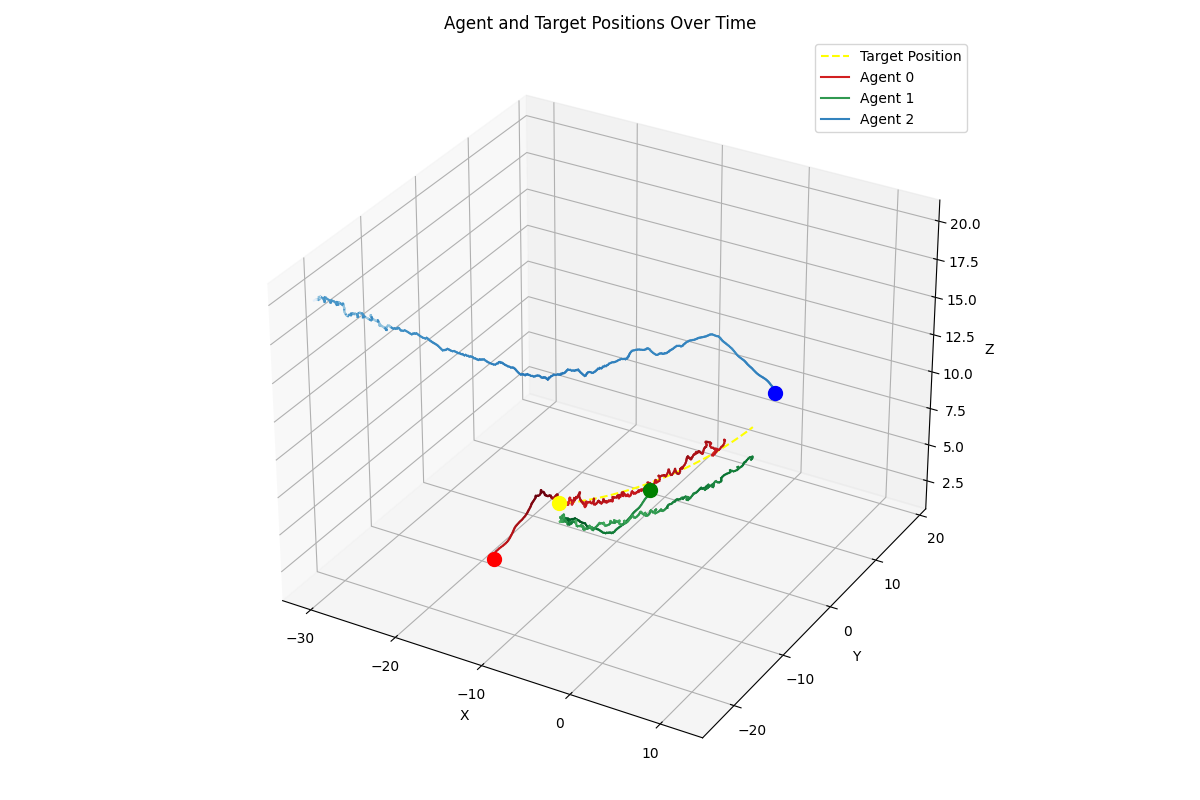 Agent and Target Positions Over Time
Target Position
Agent 0
Agent 1
Agent 2
20.0
17.5
15.0
12.5
10.0
7.5
5.0
2.5
Z
20
10
0
−10
−20
Y
−30
−20
−10
0
10
X